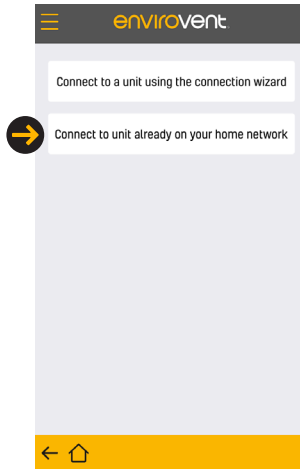 envirovent
Connect to a unit using the connection wizard
Connect to unit already on your home network